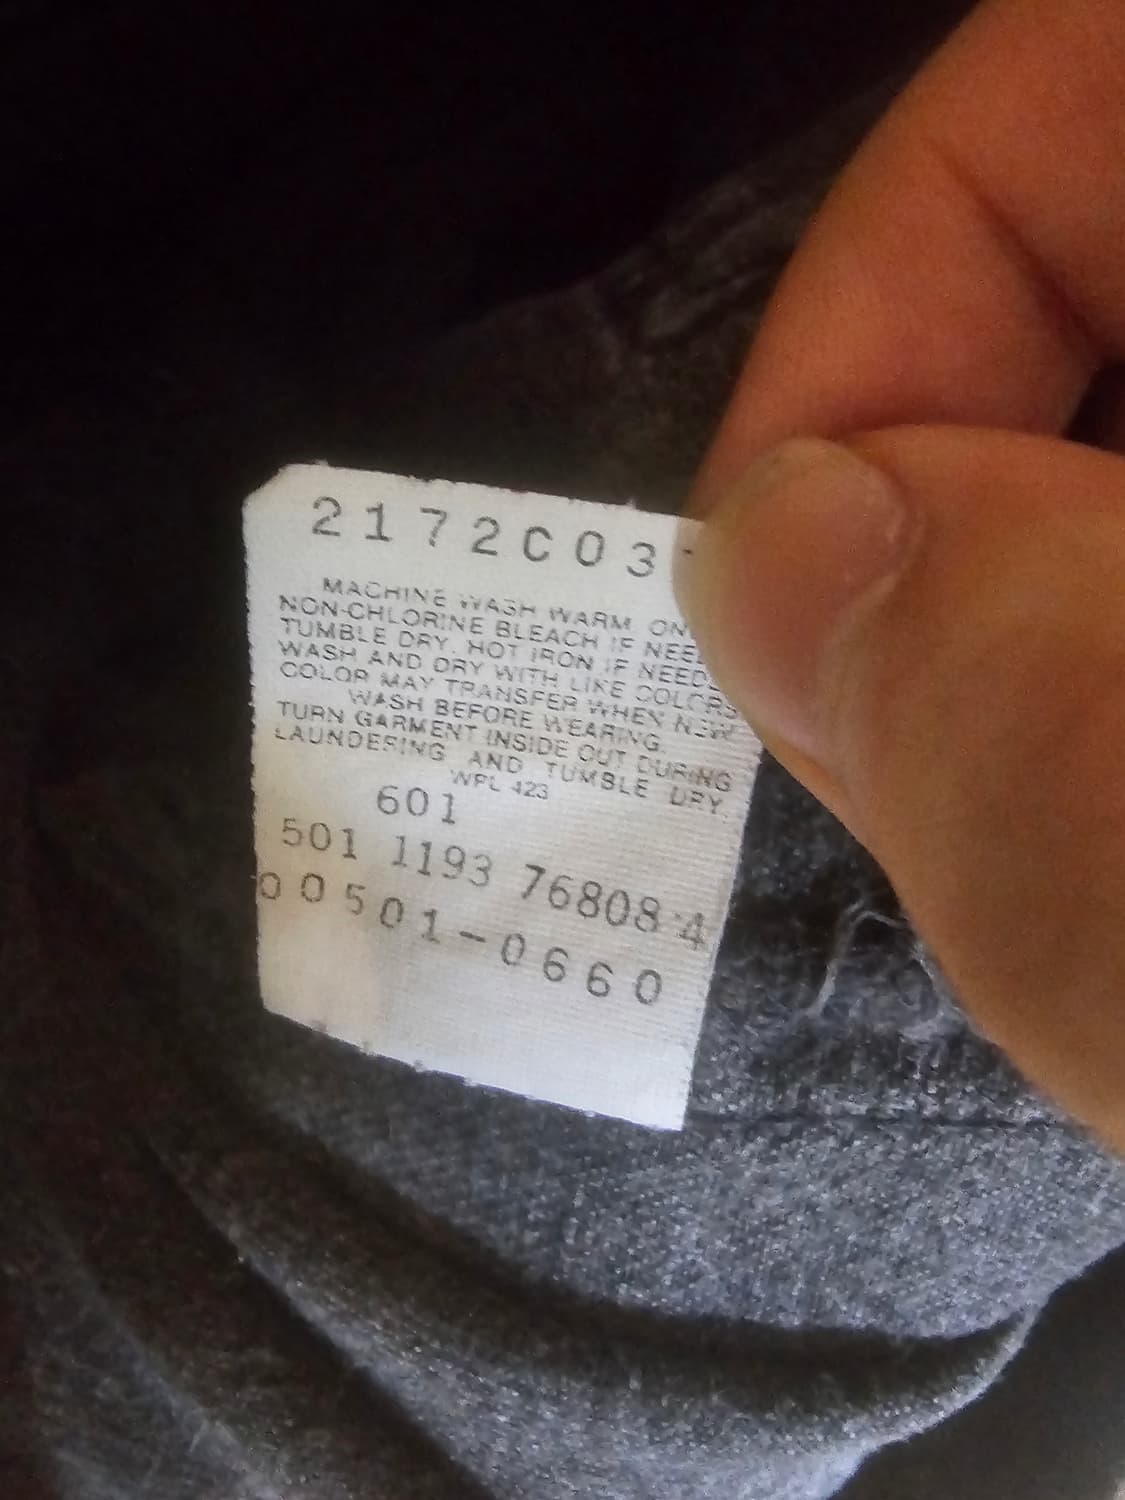 2172C03
MACHINE WASH WARM
NON-CHLORINE BLEACH IF
TUMBLE DRY. HOT IRON IF
WASH AND DRY WITH LIKE COLORS
COLOR MAY TRANSFER WHEN NEW
WASH BEFORE WEARING.
TURN GARMENT INSIDE OUT DURING
LAUNDERING AND TUMBLE DRY.
WPL 423
601
501 1193 76808 4
00501-0660